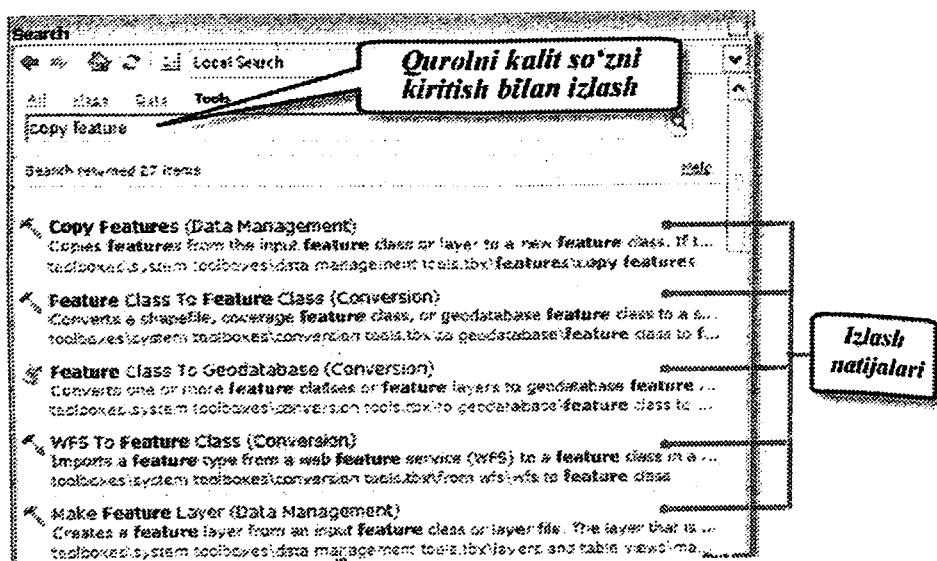 Search
Local Search
Qurolni kalit so‘zni
kiritish bilan izlash
All Maps Data Tools
copy feature
Search returned 27 items
Help
Copy Features (Data Management)
Copies features from the input feature class or layer to a new feature class. If t...
toolboxes\system toolboxes\data management tools.tbx\features\copy features
Feature Class To Feature Class (Conversion)
Converts a shapefile, coverage feature class, or geodatabase feature class to a s...
toolboxes\system toolboxes\conversion tools.tbx\to geodatabase\feature class to f...
Izlash
natijalari
Feature Class To Geodatabase (Conversion)
Converts one or more feature classes or feature layers to geodatabase feature ...
toolboxes\system toolboxes\conversion tools.tbx\to geodatabase\feature class to ...
WFS To Feature Class (Conversion)
Imports a feature type from a web feature service (WFS) to a feature class in a ...
toolboxes\system toolboxes\conversion tools.tbx\from wfs\wfs to feature class
Make Feature Layer (Data Management)
Creates a feature layer from an input feature class or layer file. The layer that is ...
toolboxes\system toolboxes\data management tools.tbx\layers and table views\ma...